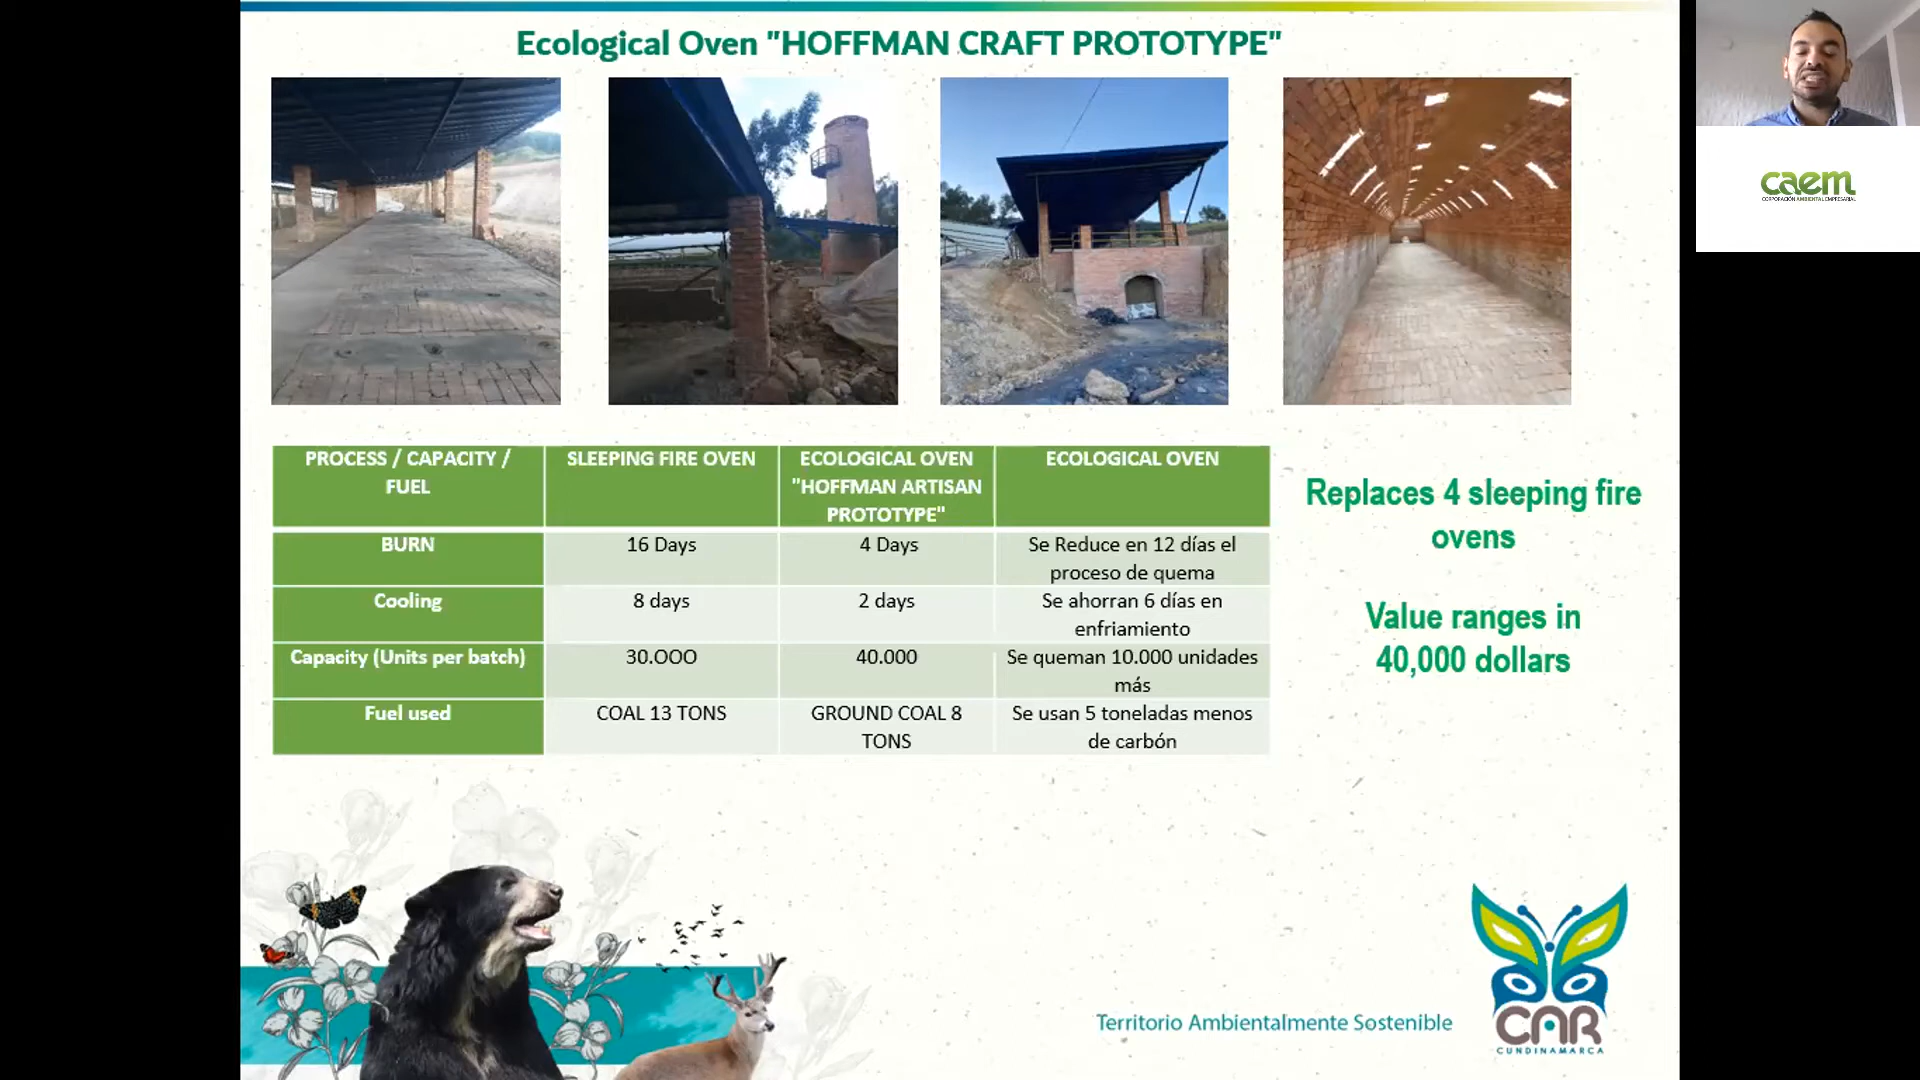 Ecological Oven "HOFFMAN CRAFT PROTOTYPE"
caem
CORPORACIÓN AMBIENTAL EMPRESARIAL
PROCESS / CAPACITY /
FUEL
SLEEPING FIRE OVEN
ECOLOGICAL OVEN
"HOFFMAN ARTISAN
PROTOTYPE"
ECOLOGICAL OVEN
BURN
16 Days
4 Days
Se Reduce en 12 días el
proceso de quema
Cooling
8 days
2 days
Se ahorran 6 días en
enfriamiento
Capacity (Units per batch)
30.OOO
40.000
Se queman 10.000 unidades
más
Fuel used
COAL 13 TONS
GROUND COAL 8
TONS
Se usan 5 toneladas menos
de carbón
Replaces 4 sleeping fire
ovens
Value ranges in
40,000 dollars
Territorio Ambientalmente Sostenible
CAR
CUNDINAMARCA